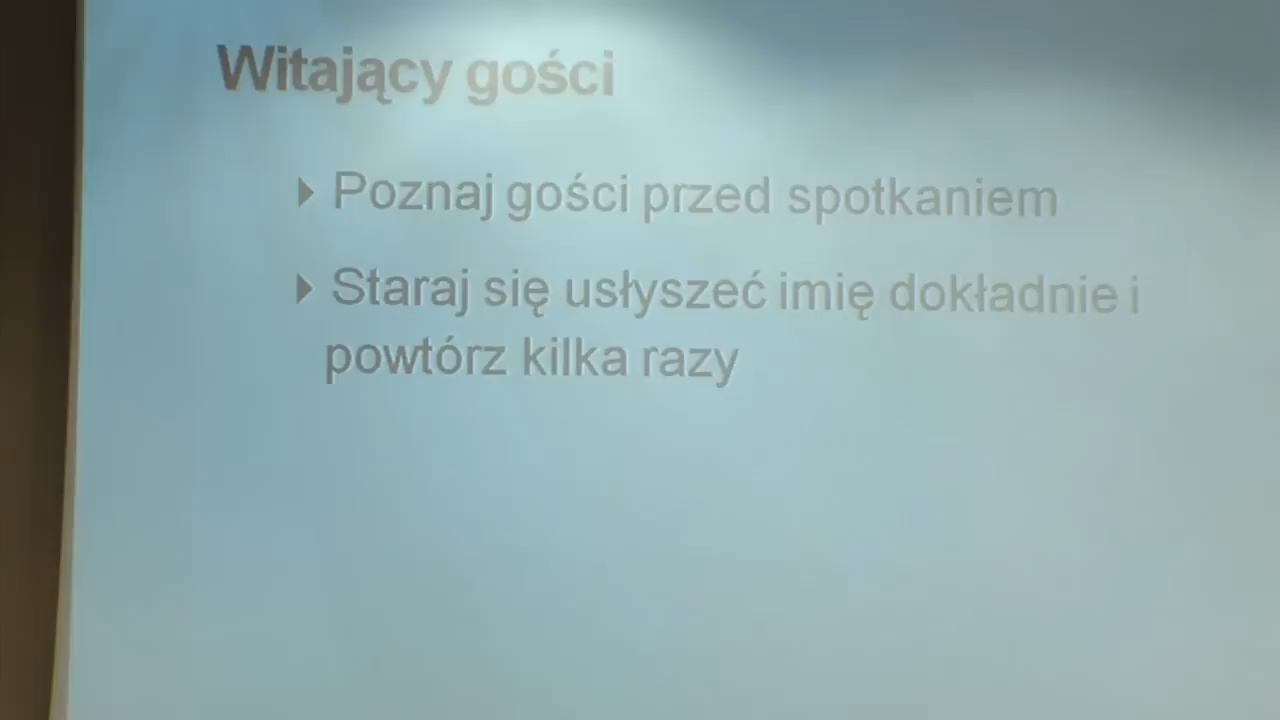 Witający gości
Poznaj gości przed spotkaniem
Staraj się usłyszeć imię dokładnie i
powtórz kilka razy